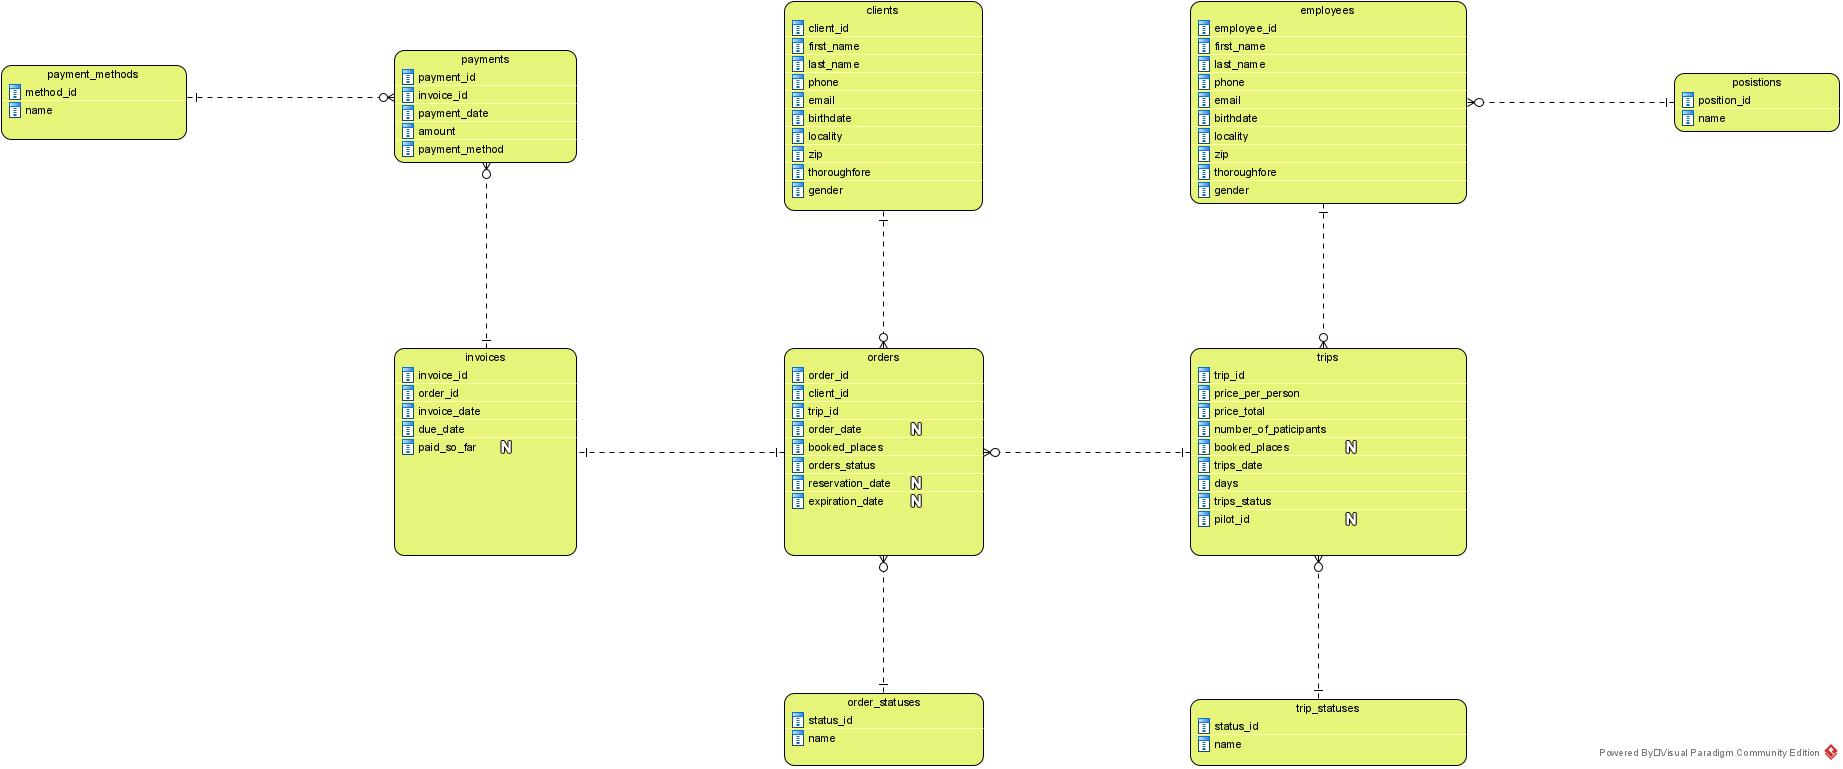 payment_methods
method_id
name
payments
payment_id
invoice_id
payment_date
amount
payment_method
clients
client_id
first_name
last_name
phone
email
birthdate
locality
zip
thoroughfore
gender
employees
employee_id
first_name
last_name
phone
email
birthdate
locality
zip
thoroughfore
gender
posistions
position_id
name
invoices
invoice_id
order_id
invoice_date
due_date
paid_so_far N
orders
order_id
client_id
trip_id
order_date N
booked_places
orders_status
reservation_date N
expiration_date N
trips
trip_id
price_per_person
price_total
number_of_paticipants
booked_places N
trips_date
days
trips_status
pilot_id N
order_statuses
status_id
name
trip_statuses
status_id
name
Powered By□Visual Paradigm Community Edition